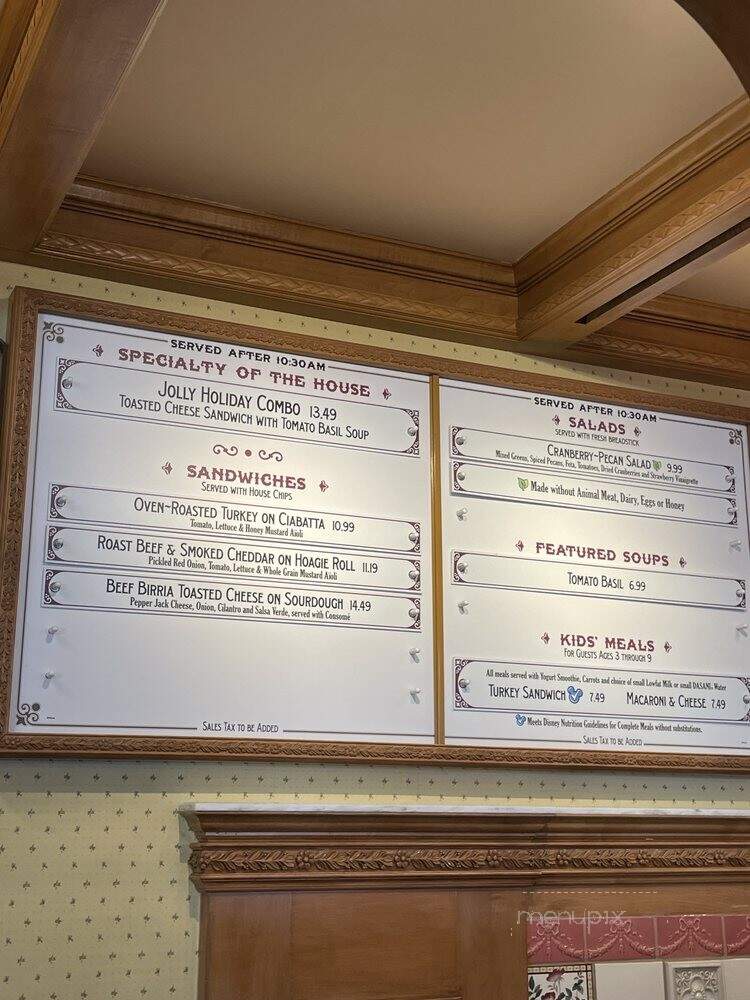 SERVED AFTER 10:30AM
SPECIALTY OF THE HOUSE
JOLLY HOLIDAY COMBO 13.49
TOASTED CHEESE SANDWICH WITH TOMATO BASIL SOUP
SANDWICHES
SERVED WITH HOUSE CHIPS
OVEN~ROASTED TURKEY ON CIABATTA 10.99
Tomato, Lettuce & Honey Mustard Aioli
ROAST BEEF & SMOKED CHEDDAR ON HOAGIE ROLL 11.19
Pickled Red Onion, Tomato, Lettuce & Whole Grain Mustard Aioli
BEEF BIRRIA TOASTED CHEESE ON SOURDOUGH 14.49
Pepper Jack Cheese, Onion, Cilantro and Salsa Verde, served with Consomé
SALES TAX TO BE ADDED
SERVED AFTER 10:30AM
SALADS
SERVED WITH FRESH BREADSTICK
CRANBERRY~PECAN SALAD 9.99
Mixed Greens, Spiced Pecans, Feta, Tomatoes, Dried Cranberries and Strawberry Vinaigrette
Made without Animal Meat, Dairy, Eggs or Honey
FEATURED SOUPS
TOMATO BASIL 6.99
KIDS' MEALS
FOR GUESTS AGES 3 THROUGH 9
All meals served with Yogurt Smoothie, Carrots and choice of small Lowfat Milk or small DASANI® Water
TURKEY SANDWICH 7.49 MACARONI & CHEESE 7.49
Meets Disney Nutrition Guidelines for Complete Meals without substitutions.
SALES TAX TO BE ADDED
menupix